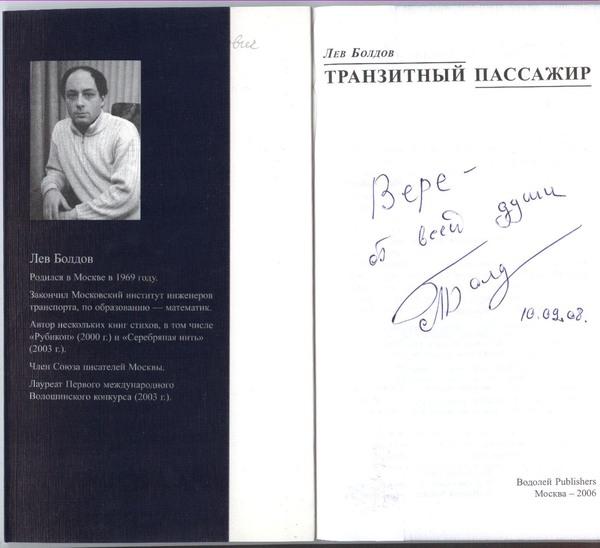 Лев Болдов
Родился в Москве в 1969 году.
Закончил Московский институт инженеров
транспорта, по образованию — математик.
Автор нескольких книг стихов, в том числе
«Рубикон» (2000 г.) и «Серебряная нить»
(2003 г.).
Член Союза писателей Москвы.
Лауреат Первого международного
Волошинского конкурса (2003 г.).
Лев Болдов
ТРАНЗИТНЫЙ ПАССАЖИР
Вере –
от всей души
10.09.08.
Водолей Publishers
Москва – 2006